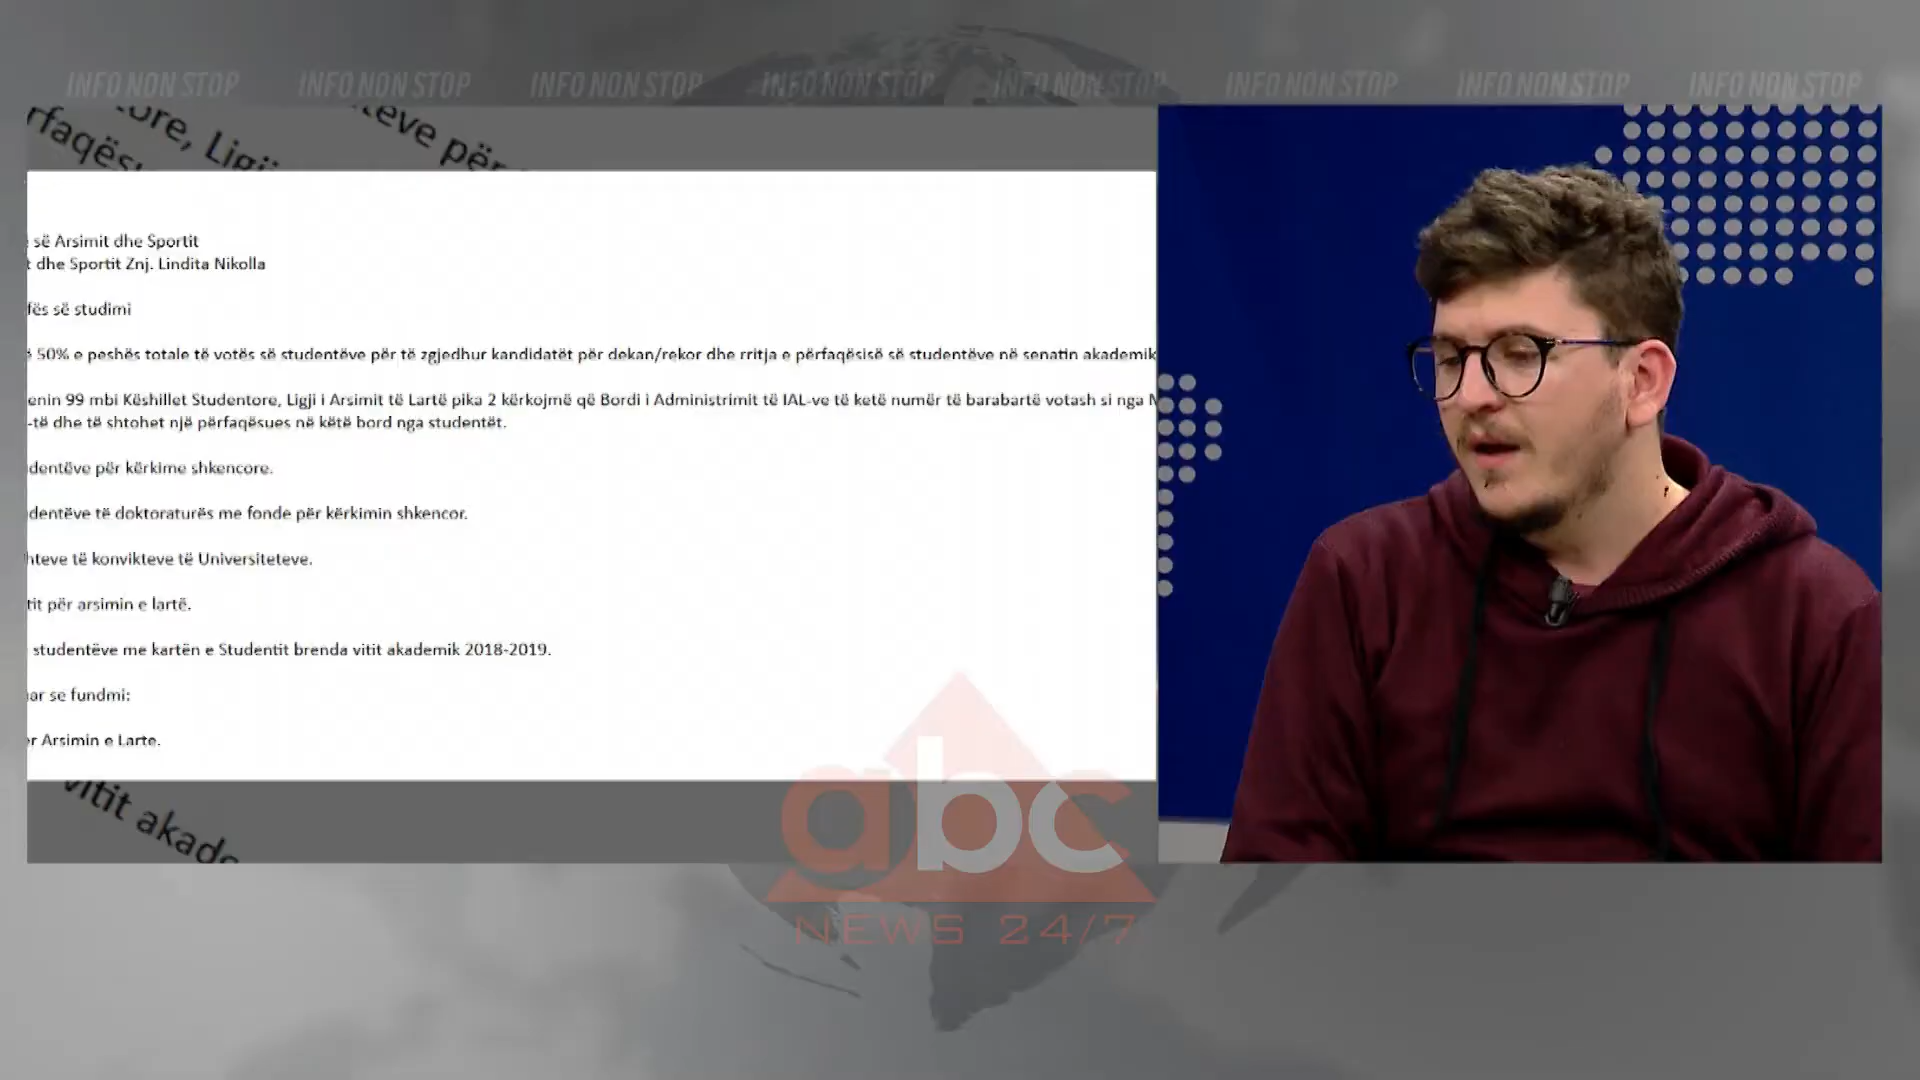 INFO NON STOP INFO NON STOP INFO NON STOP INFO NON STOP INFO NON STOP INFO NON STOP INFO NON STOP INFO NON STOP
teve për
ore, Ligji
rfaqës
së Arsimit dhe Sportit
t dhe Sportit Znj. Lindita Nikolla
fës së studimi
50% e peshës totale të votës së studentëve për të zgjedhur kandidatët për dekan/rekor dhe rritja e përfaqësisë së studentëve në senatin akademik
enin 99 mbi Këshillet Studentore, Ligji i Arsimit të Lartë pika 2 kërkojmë që Bordi i Administrimit të IAL-ve të ketë numër të barabartë votash si nga M
-të dhe të shtohet një përfaqësues në këtë bord nga studentët.
dentëve për kërkime shkencore.
dentëve të doktoraturës me fonde për kërkimin shkencor.
hteve të konvikteve të Universiteteve.
tit për arsimin e lartë.
studentëve me kartën e Studentit brenda vitit akademik 2018-2019.
ar se fundmi:
r Arsimin e Larte.
vitit akade
abc
NEWS 24/7